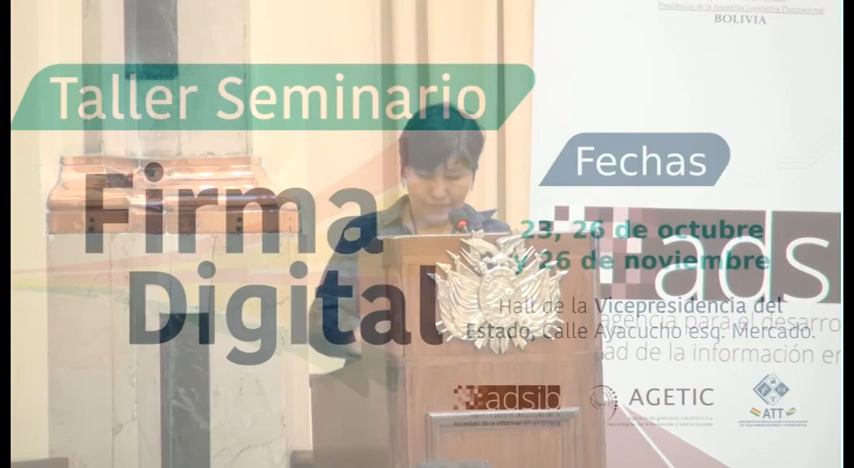 Presidencia de la Asamblea Legislativa Plurinacional
BOLIVIA
Taller Seminario
Firma
Digital
Fechas
23, 26 de octubre
y 26 de noviembre
Hall de la Vicepresidencia del
Estado, Calle Ayacucho esq. Mercado.
ads
agencia para el desarro
ad de la información en
adsib
AGETIC
ATT